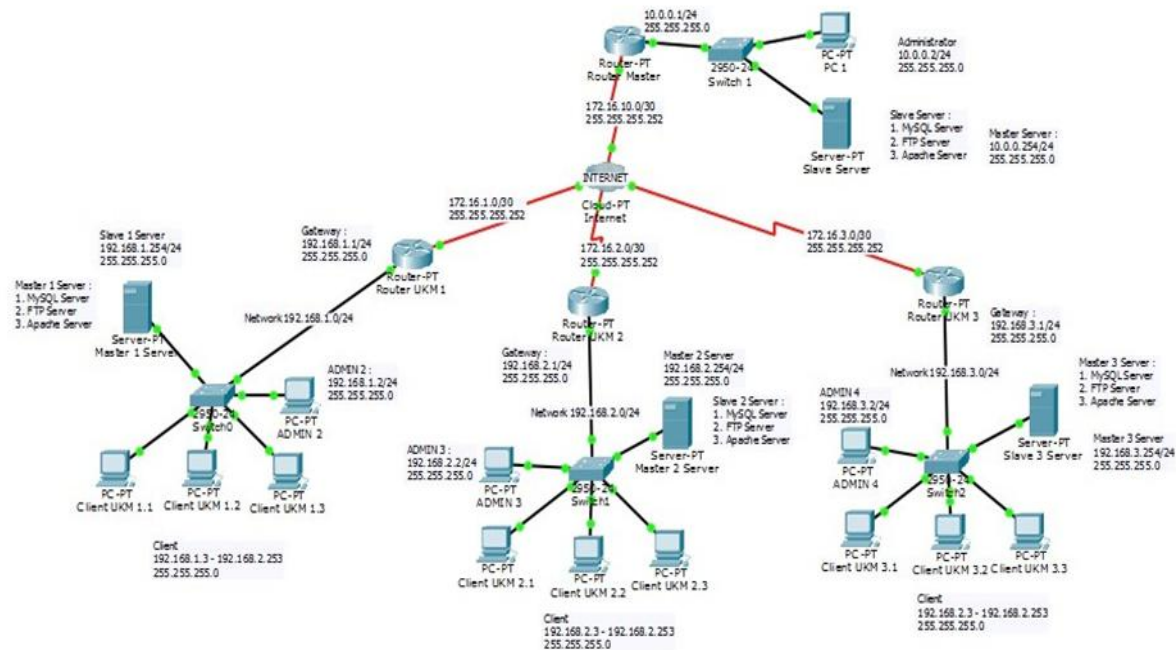 10.0.0.1/24
255.255.255.0
Router-PT
Router Master
2950-24
Switch 1
PC-PT
PC 1
Administrator
10.0.0.2/24
255.255.255.0
172.16.10.0/30
255.255.255.252
Slave Server :
1. MySQL Server
2. FTP Server
3. Apache Server
Server-PT
Slave Server
Master Server :
10.0.0.254/24
255.255.255.0
INTERNET
Cloud-PT
Internet
172.16.1.0/30
255.255.255.252
172.16.2.0/30
255.255.255.252
172.16.3.0/30
255.255.255.252
Slave 1 Server
192.168.1.254/24
255.255.255.0
Gateway :
192.168.1.1/24
255.255.255.0
Router-PT
Router UKM 1
Master 1 Server :
1. MySQL Server
2. FTP Server
3. Apache Server
Server-PT
Master 1 Server
Network 192.168.1.0/24
ADMIN 2 :
192.168.1.2/24
255.255.255.0
2950-24
Switch0
PC-PT
ADMIN 2
PC-PT
Client UKM 1.1
PC-PT
Client UKM 1.2
PC-PT
Client UKM 1.3
Client
192.168.1.3 - 192.168.2.253
255.255.255.0
Router-PT
Router UKM 2
Gateway :
192.168.2.1/24
255.255.255.0
Master 2 Server
192.168.2.254/24
255.255.255.0
Network 192.168.2.0/24
Slave 2 Server :
1. MySQL Server
2. FTP Server
3. Apache Server
Server-PT
Master 2 Server
ADMIN 3 :
192.168.2.2/24
255.255.255.0
PC-PT
ADMIN 3
2950-24
Switch1
PC-PT
Client UKM 2.1
PC-PT
Client UKM 2.2
PC-PT
Client UKM 2.3
Client
192.168.2.3 - 192.168.2.253
255.255.255.0
Router-PT
Router UKM 3
Gateway :
192.168.3.1/24
255.255.255.0
Network 192.168.3.0/24
Master 3 Server :
1. MySQL Server
2. FTP Server
3. Apache Server
ADMIN 4
192.168.3.2/24
255.255.255.0
Server-PT
Slave 3 Server
Master 3 Server
192.168.3.254/24
255.255.255.0
PC-PT
ADMIN 4
2950-24
Switch2
PC-PT
Client UKM 3.1
PC-PT
Client UKM 3.2
PC-PT
Client UKM 3.3
Client
192.168.2.3 - 192.168.2.253
255.255.255.0